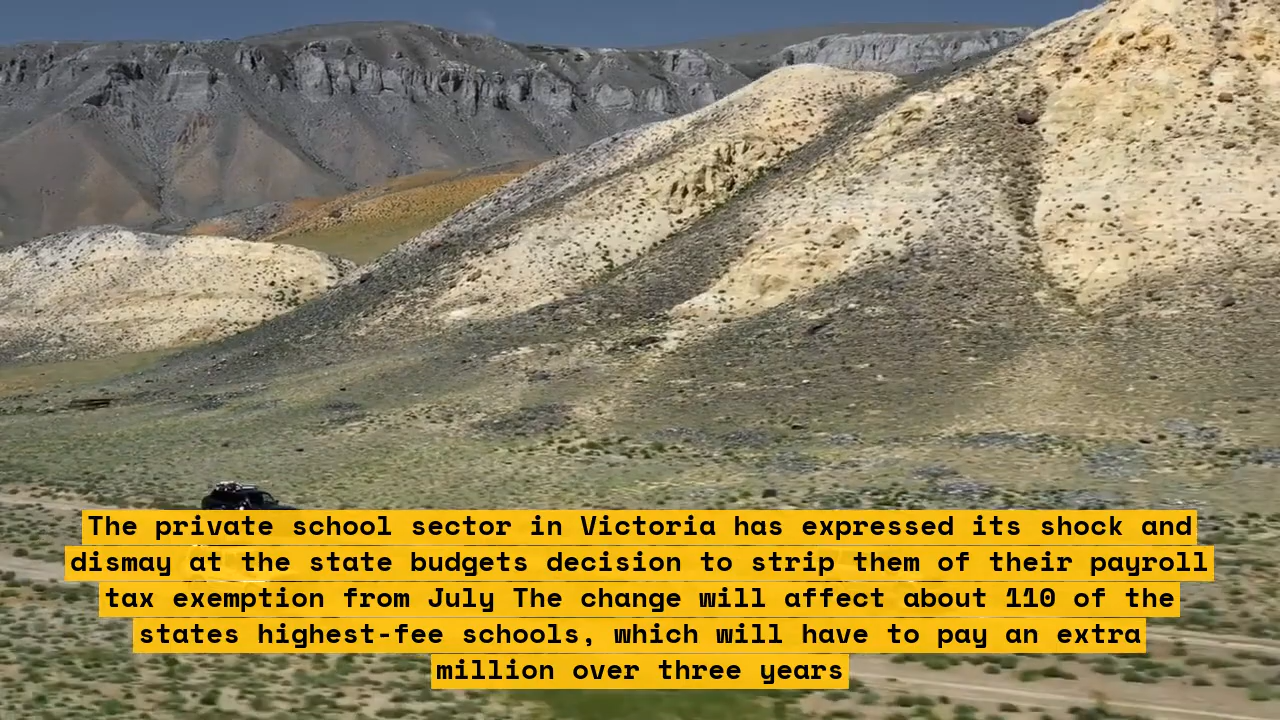 The private school sector in Victoria has expressed its shock and
dismay at the state budgets decision to strip them of their payroll
tax exemption from July The change will affect about 110 of the
states highest-fee schools, which will have to pay an extra
million over three years